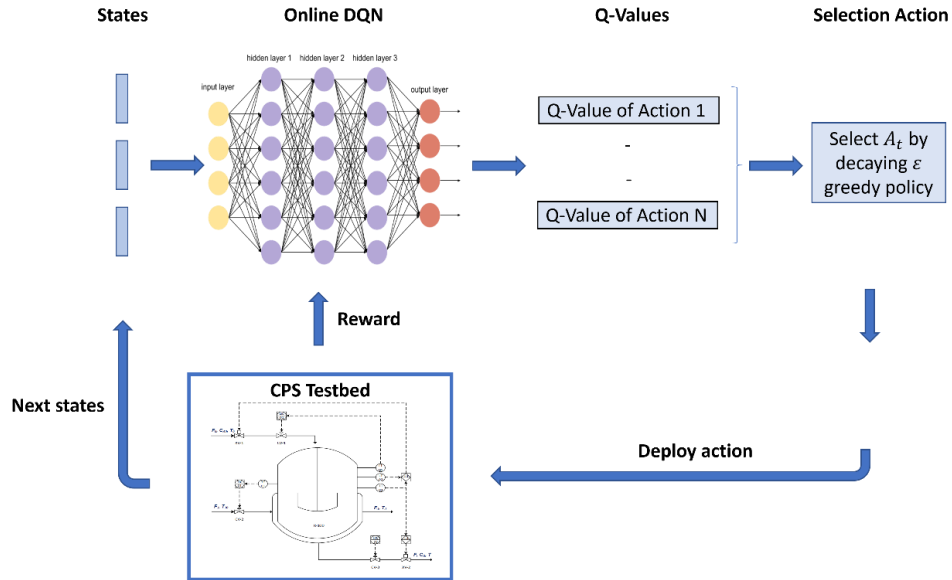 States
Online DQN
Q-Values
Selection Action
hidden layer 1
hidden layer 2
hidden layer 3
input layer
output layer
Q-Value of Action 1
-
-
Q-Value of Action N
Select A_t by
decaying ε
greedy policy
Reward
Next states
CPS Testbed
Deploy action